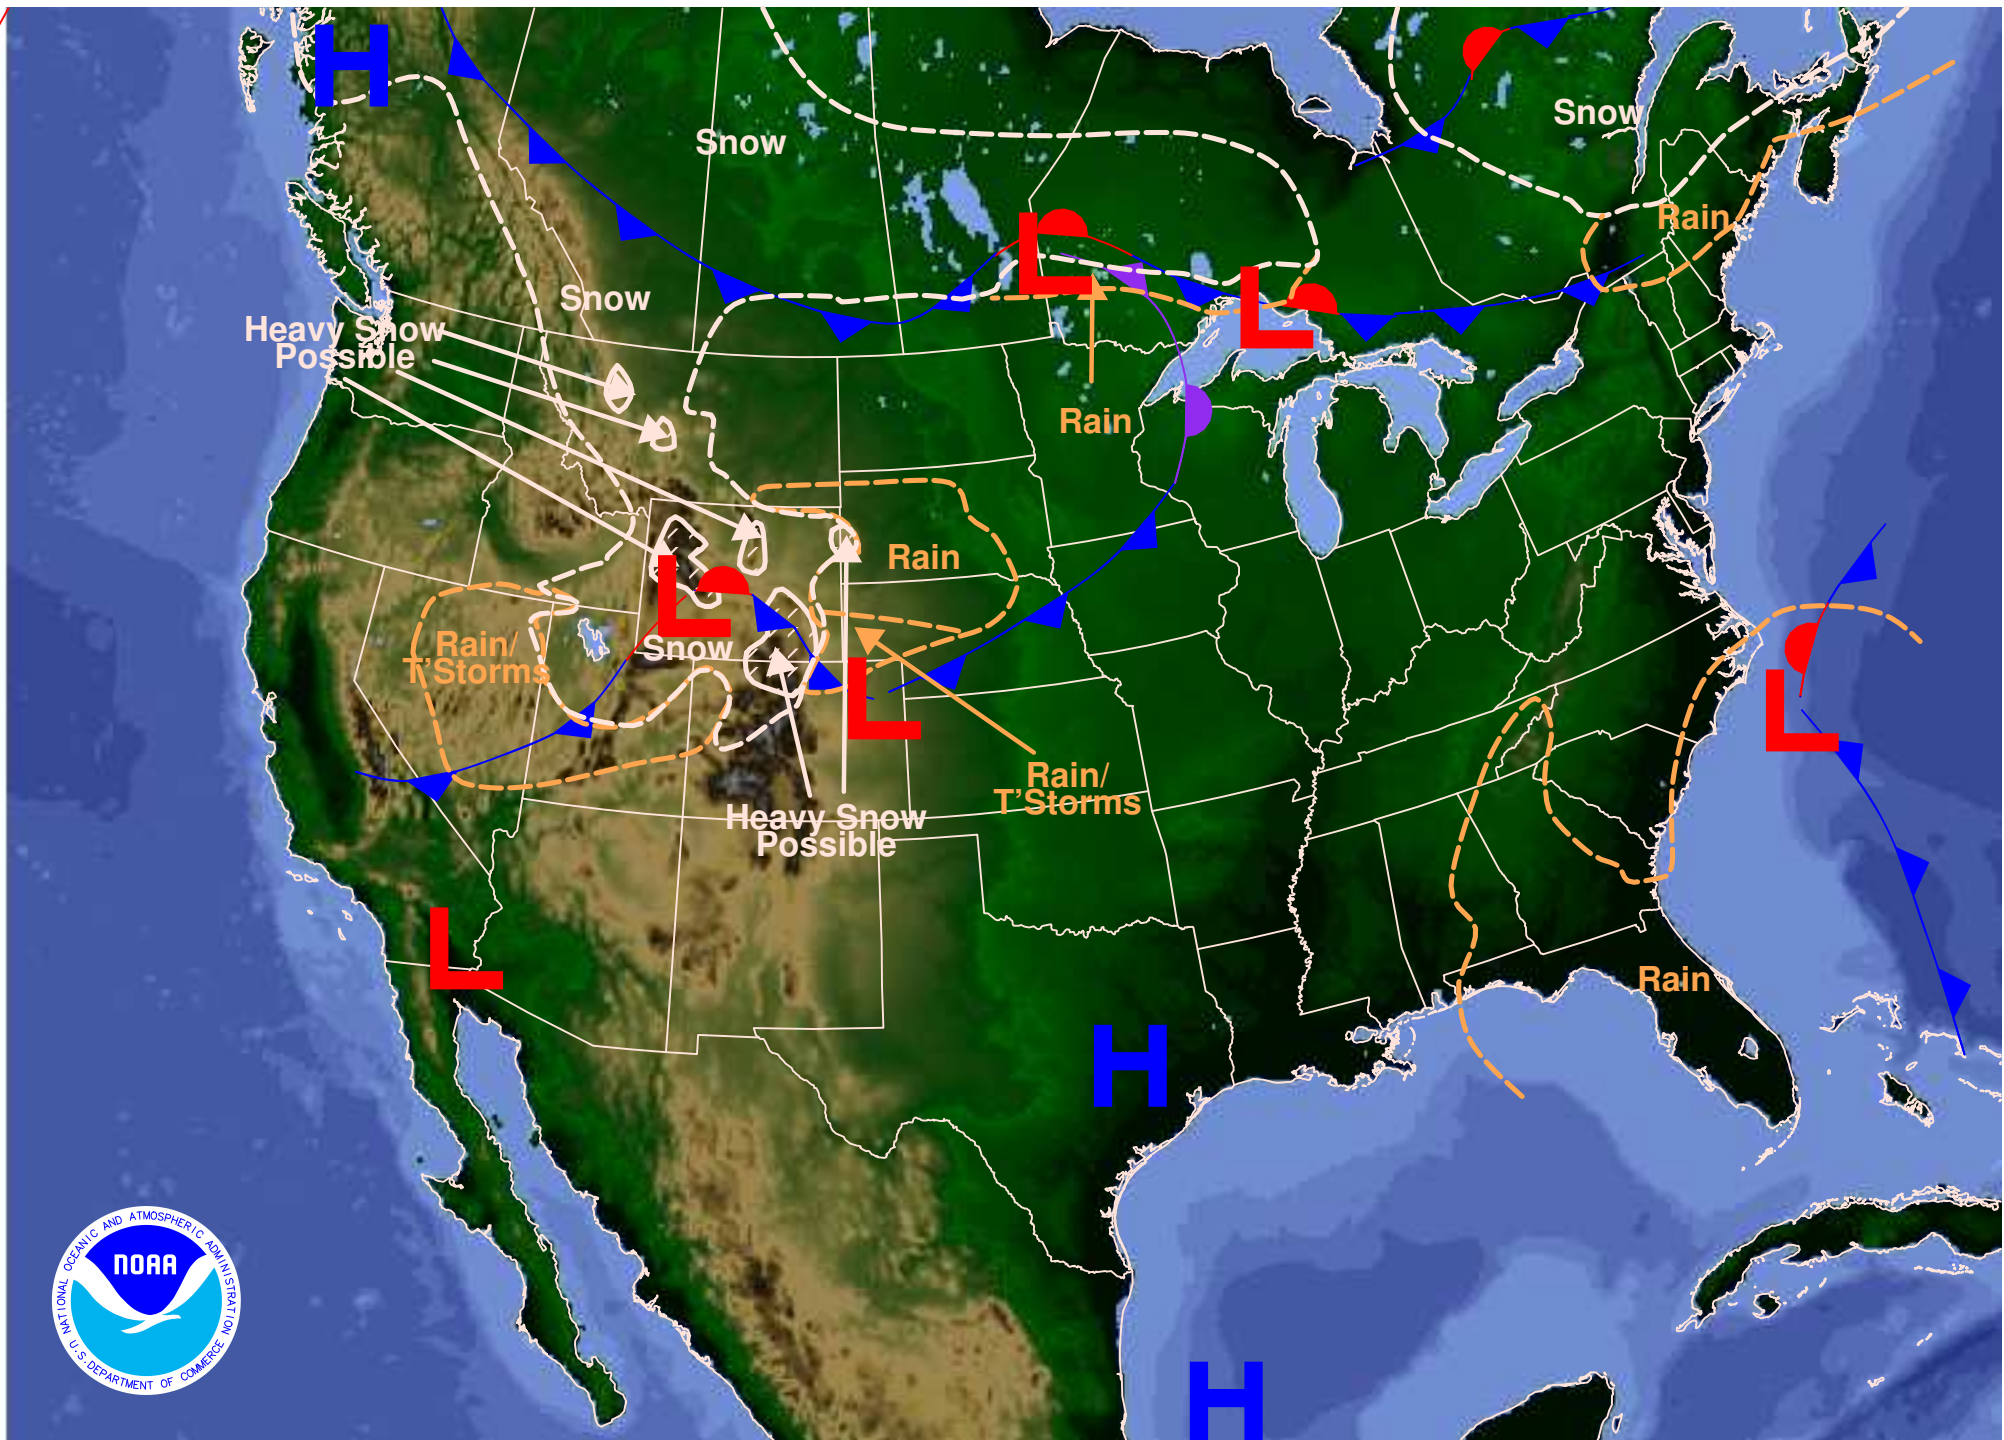 H
Snow
Snow
Rain
L
L
Snow
Heavy Snow
Possible
Rain
Rain
L
Rain/
T'Storms
Snow
L
L
Rain/
T'Storms
Heavy Snow
Possible
L
Rain
H
H
NATIONAL OCEANIC AND ATMOSPHERIC ADMINISTRATION
NOAA
U.S. DEPARTMENT OF COMMERCE